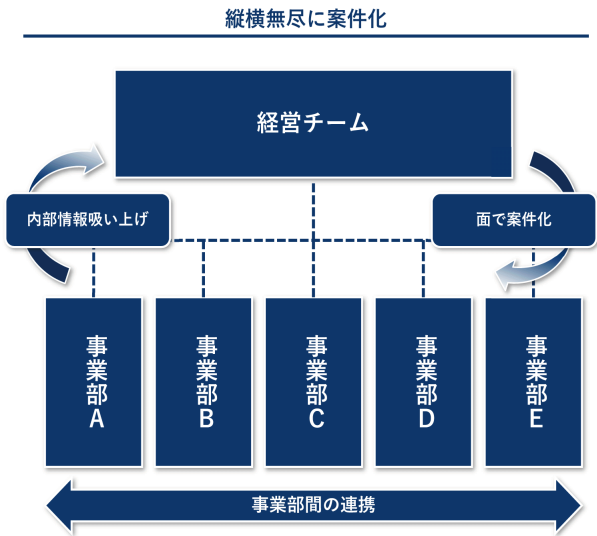 縦横無尽に案件化
経営チーム
内部情報吸い上げ
面で案件化
事業部A
事業部B
事業部C
事業部D
事業部E
事業部間の連携